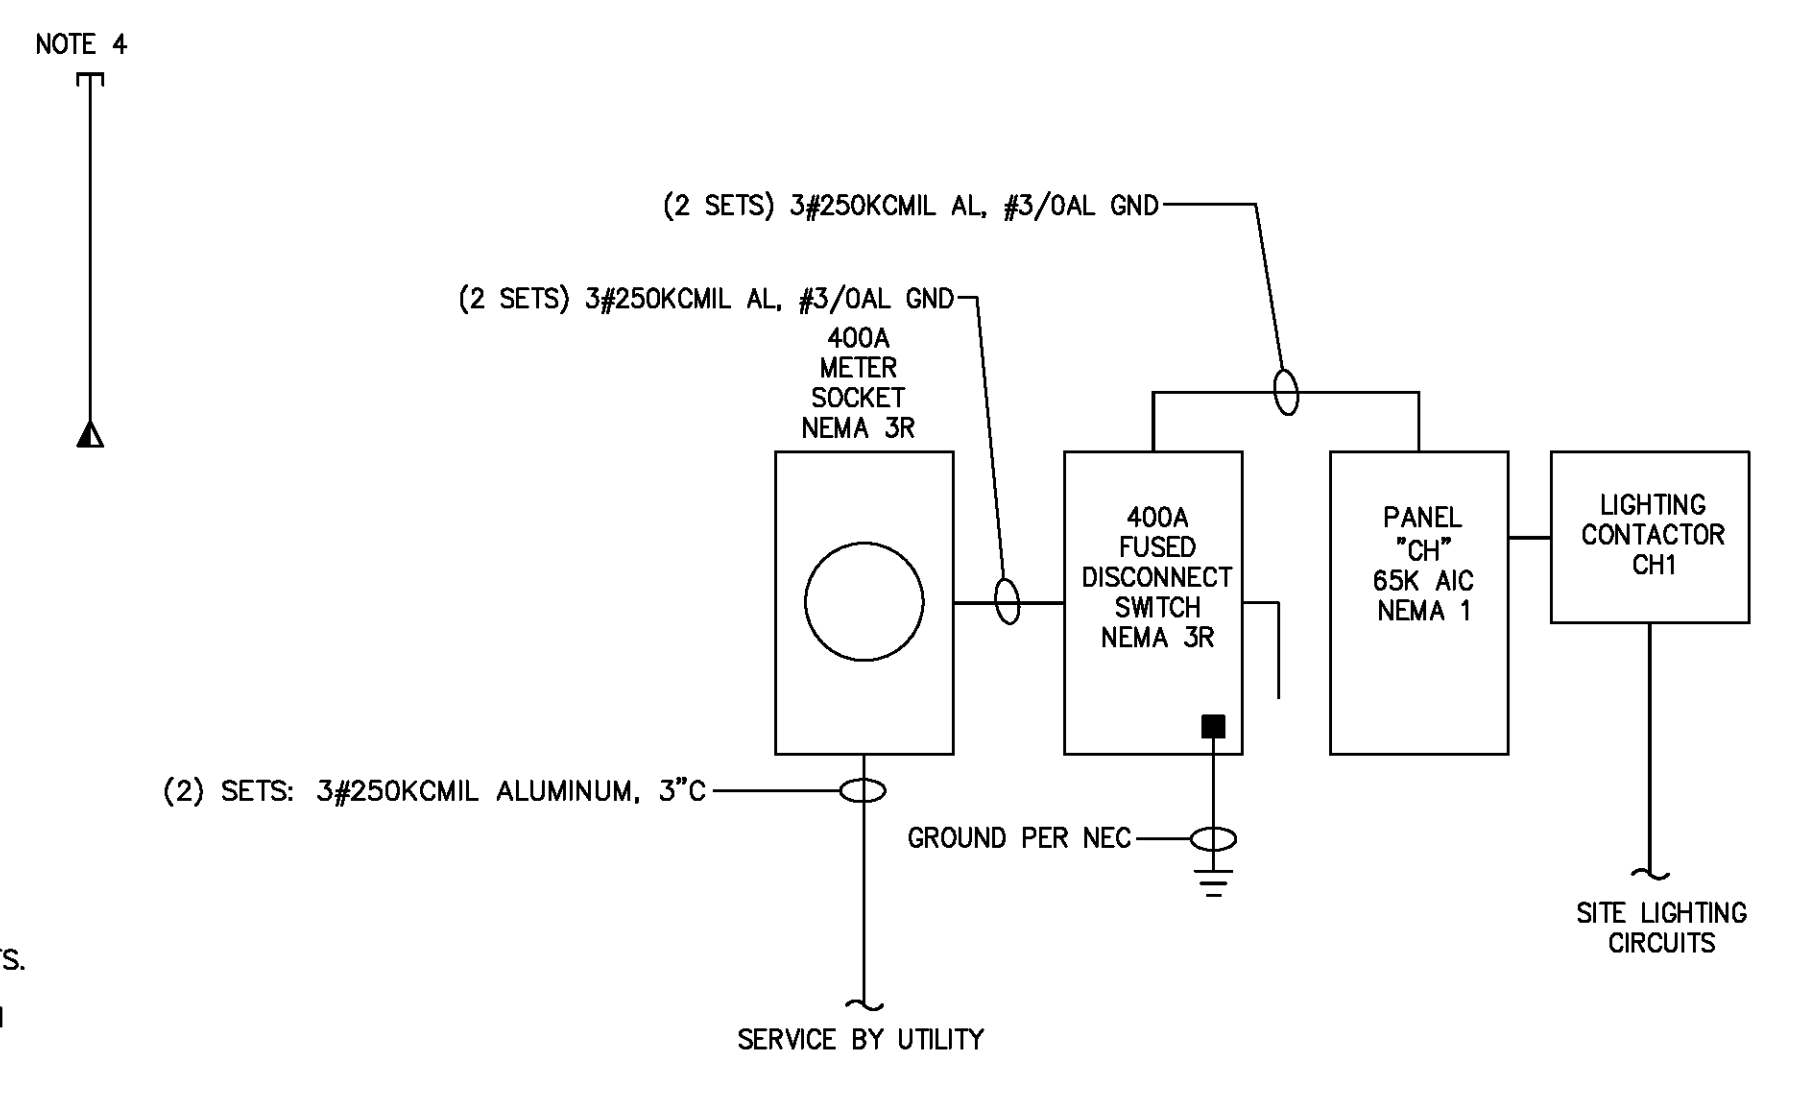 NOTE 4
(2 SETS) 3#250KCMIL AL, #3/0AL GND
(2 SETS) 3#250KCMIL AL, #3/0AL GND
400A
METER
SOCKET
NEMA 3R
400A
FUSED
DISCONNECT
SWITCH
NEMA 3R
PANEL
"CH"
65K AIC
NEMA 1
LIGHTING
CONTACTOR
CH1
(2) SETS: 3#250KCMIL ALUMINUM, 3"C
GROUND PER NEC
SITE LIGHTING
CIRCUITS
SERVICE BY UTILITY